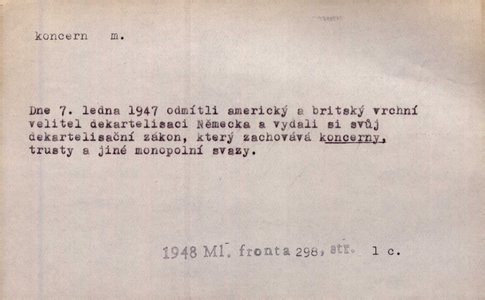 koncern m.
Dne 7. ledna 1947 odmítli americký a britský vrchní
velitel dekartelisaci Německa a vydali si svůj
dekartelisační zákon, který zachovává koncerny,
trusty a jiné monopolní svazy.
1948 Ml. fronta 298, str. 1 c.